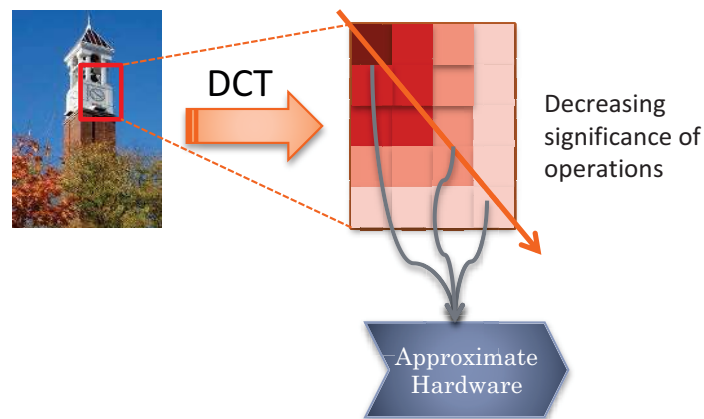 DCT
Decreasing
significance of
operations
Approximate
Hardware